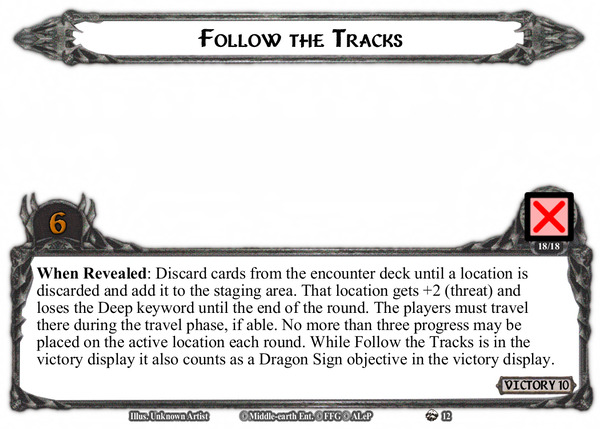 Follow the Tracks
6
18/18
When Revealed: Discard cards from the encounter deck until a location is
discarded and add it to the staging area. That location gets +2 (threat) and
loses the Deep keyword until the end of the round. The players must travel
there during the travel phase, if able. No more than three progress may be
placed on the active location each round. While Follow the Tracks is in the
victory display it also counts as a Dragon Sign objective in the victory display.
VICTORY 10
Illus. Unknown Artist © Middle-earth Ent. © FFG © ALeP 12